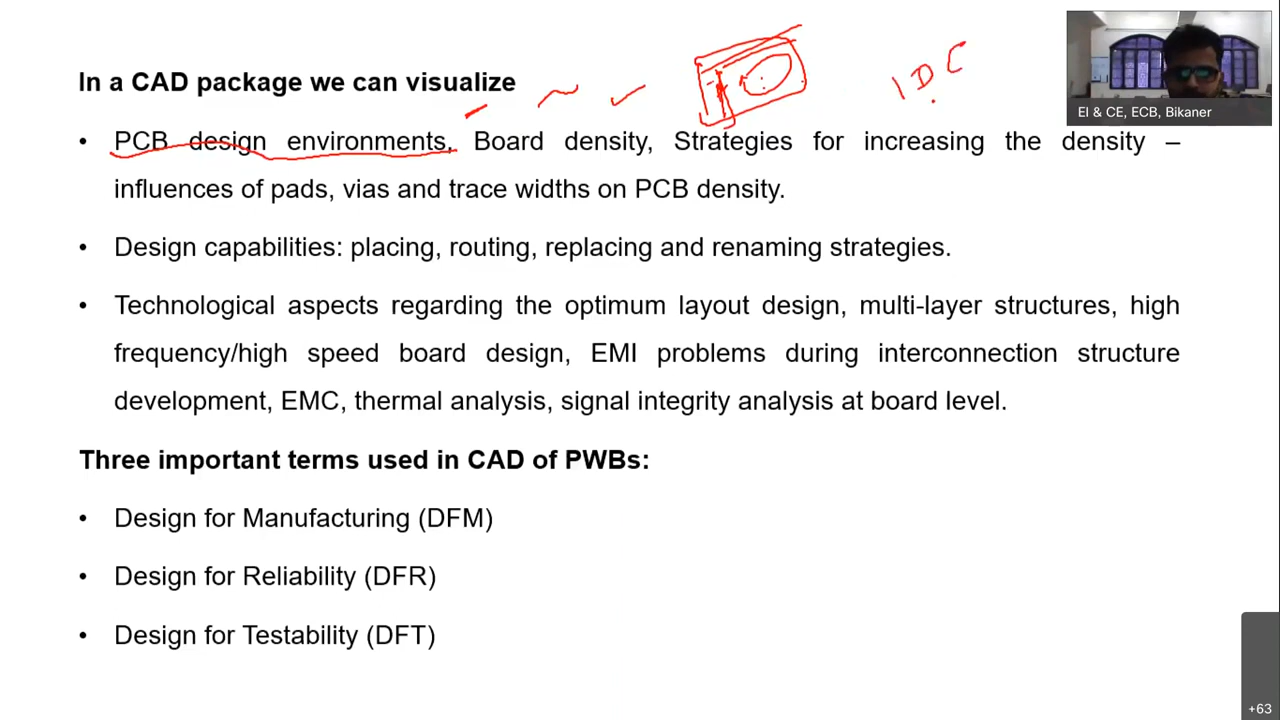 In a CAD package we can visualize
IDC
EI & CE, ECB, Bikaner
• PCB design environments, Board density, Strategies for increasing the density –
influences of pads, vias and trace widths on PCB density.
• Design capabilities: placing, routing, replacing and renaming strategies.
• Technological aspects regarding the optimum layout design, multi-layer structures, high
frequency/high speed board design, EMI problems during interconnection structure
development, EMC, thermal analysis, signal integrity analysis at board level.
Three important terms used in CAD of PWBs:
• Design for Manufacturing (DFM)
• Design for Reliability (DFR)
• Design for Testability (DFT)
+63